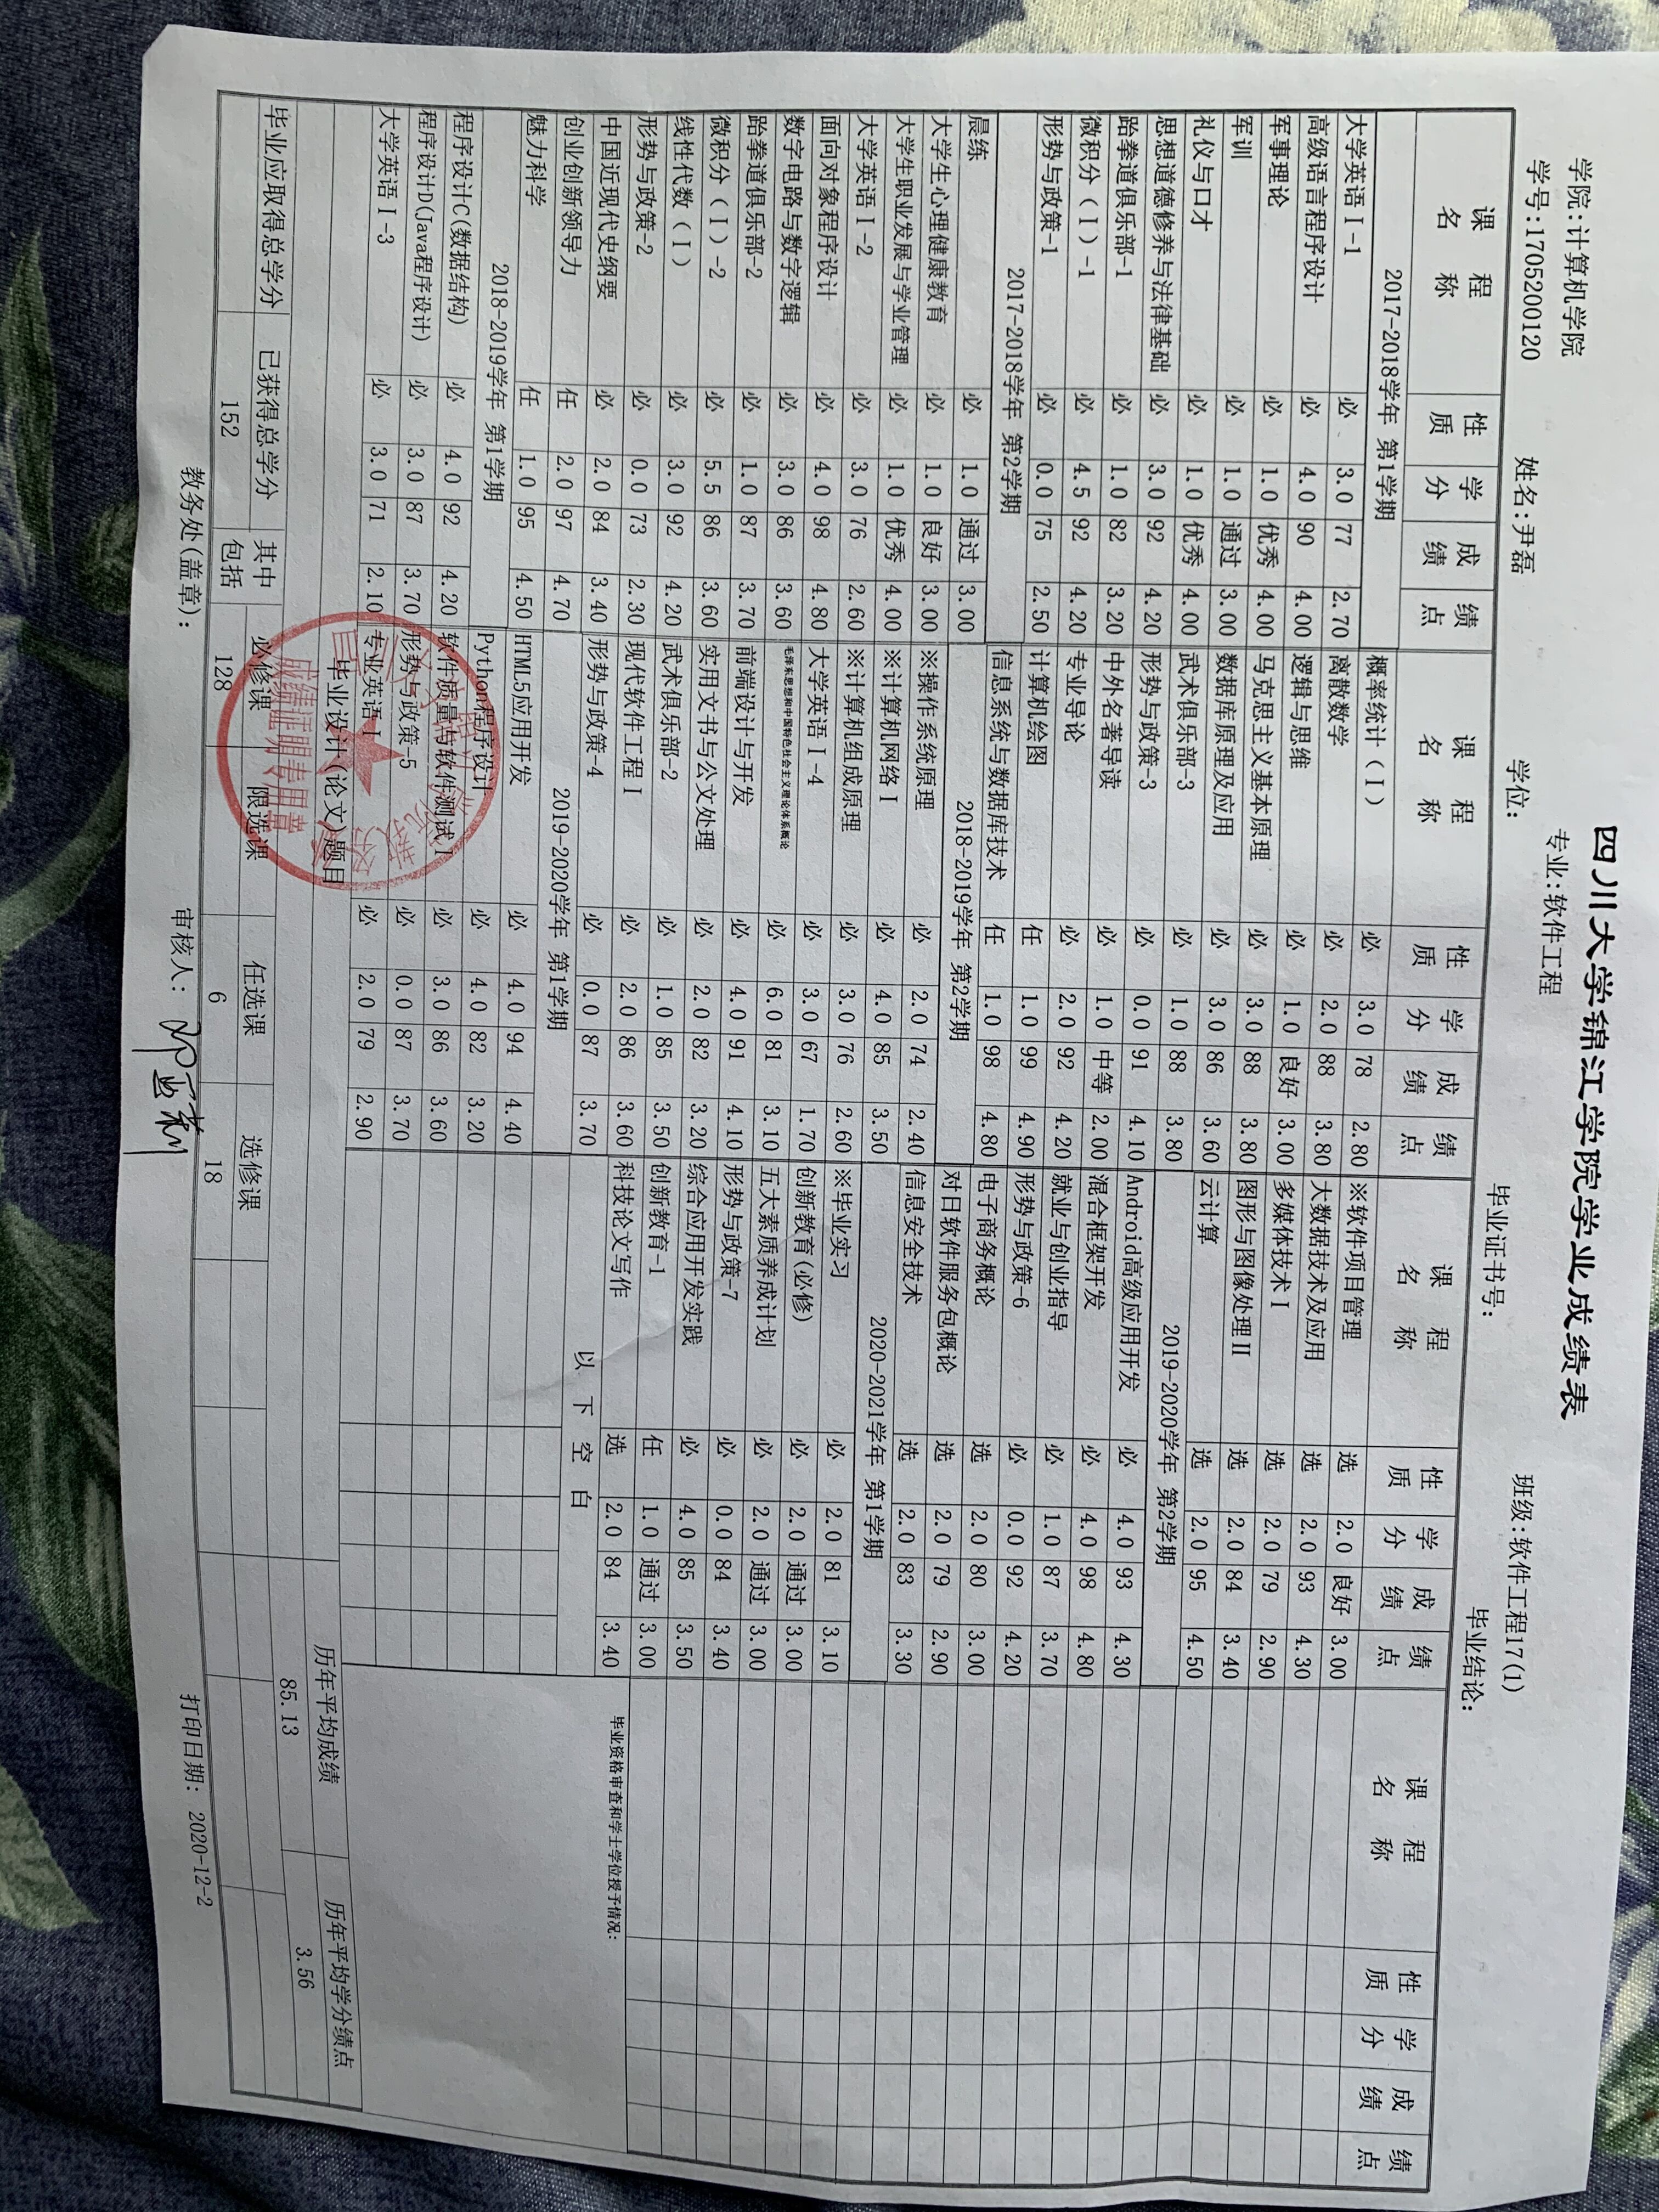 四川大学锦江学院学业成绩表
学院:计算机学院
专业:软件工程
班级:软件工程17(1)
学号:1705200120 姓名:尹磊 学位: 毕业证书号: 毕业结论:
课程名称 性质 学分 成绩 绩点
2017-2018学年 第1学期
大学英语Ⅰ-1 必 3.0 77 2.70
高级语言程序设计 必 4.0 90 4.00
军事理论 必 1.0 优秀 4.00
军训 必 1.0 通过 3.00
礼仪与口才 必 1.0 优秀 4.00
思想道德修养与法律基础 必 3.0 92 4.20
跆拳道俱乐部-1 必 1.0 82 3.20
微积分（Ⅰ）-1 必 4.5 92 4.20
形势与政策-1 必 0.0 75 2.50
2017-2018学年 第2学期
晨练 必 1.0 通过 3.00
大学生心理健康教育 必 1.0 良好 3.00
大学生职业发展与学业管理 必 1.0 优秀 4.00
大学英语Ⅰ-2 必 3.0 76 2.60
面向对象程序设计 必 4.0 98 4.80
数字电路与数字逻辑 必 3.0 86 3.60
跆拳道俱乐部-2 必 1.0 87 3.70
微积分（Ⅰ）-2 必 5.5 86 3.60
线性代数（Ⅰ） 必 3.0 92 4.20
形势与政策-2 必 0.0 73 2.30
中国近现代史纲要 必 2.0 84 3.40
创业创新领导力 任 2.0 97 4.70
魅力科学 任 1.0 95 4.50
2018-2019学年 第1学期
程序设计C(数据结构) 必 4.0 92 4.20
程序设计D(Java程序设计) 必 3.0 87 3.70
大学英语Ⅰ-3 必 3.0 71 2.10
课程名称 性质 学分 成绩 绩点
概率统计（Ⅰ） 必 3.0 78 2.80
离散数学 必 2.0 88 3.80
逻辑与思维 必 1.0 良好 3.00
马克思主义基本原理 必 3.0 88 3.80
数据库原理及应用 必 3.0 86 3.60
武术俱乐部-3 必 1.0 88 3.80
形势与政策-3 必 0.0 91 4.10
中外名著导读 必 1.0 中等 2.00
专业导论 必 2.0 92 4.20
计算机绘图 任 1.0 99 4.90
信息系统与数据库技术 任 1.0 98 4.80
2018-2019学年 第2学期
※操作系统原理 必 2.0 74 2.40
※计算机网络Ⅰ 必 4.0 85 3.50
※计算机组成原理 必 3.0 76 2.60
大学英语Ⅰ-4 必 3.0 67 1.70
毛泽东思想和中国特色社会主义理论体系概论 必 6.0 81 3.10
前端设计与开发 必 4.0 91 4.10
实用文书与公文处理 必 2.0 82 3.20
武术俱乐部-2 必 1.0 85 3.50
现代软件工程Ⅰ 必 2.0 86 3.60
形势与政策-4 必 0.0 87 3.70
2019-2020学年 第1学期
HTML5应用开发 必 4.0 94 4.40
Python程序设计 必 4.0 82 3.20
软件质量与软件测试Ⅰ 必 3.0 86 3.60
形势与政策-5 必 0.0 87 3.70
专业英语Ⅰ 必 2.0 79 2.90
课程名称 性质 学分 成绩 绩点
※软件项目管理 选 2.0 良好 3.00
大数据技术及应用 选 2.0 93 4.30
多媒体技术Ⅰ 选 2.0 79 2.90
图形与图像处理Ⅱ 选 2.0 84 3.40
云计算 选 2.0 95 4.50
2019-2020学年 第2学期
Android高级应用开发 必 4.0 93 4.30
混合框架开发 必 4.0 98 4.80
就业与创业指导 必 1.0 87 3.70
形势与政策-6 必 0.0 92 4.20
电子商务概论 选 2.0 80 3.00
对日软件服务包概论 选 2.0 79 2.90
信息安全技术 选 2.0 83 3.30
2020-2021学年 第1学期
※毕业实习 必 2.0 81 3.10
创新教育(必修) 必 2.0 通过 3.00
五大素质养成计划 必 2.0 通过 3.00
形势与政策-7 必 0.0 84 3.40
综合应用开发实践 必 4.0 85 3.50
创新教育-1 任 1.0 通过 3.00
科技论文写作 选 2.0 84 3.40
以下空白
课程名称 性质 学分 成绩 绩点
毕业资格审查和学士学位授予情况:
毕业设计(论文)题目 历年平均成绩 历年平均学分绩点
85.13 3.56
毕业应取得总学分 已获得总学分 其中包括 必修课 限选课 任选课 选修课
152 128 6 18
四川大学锦江学院教务处
成绩证明专用章
教务处(盖章): 审核人: 邓亚莉 打印日期: 2020-12-2